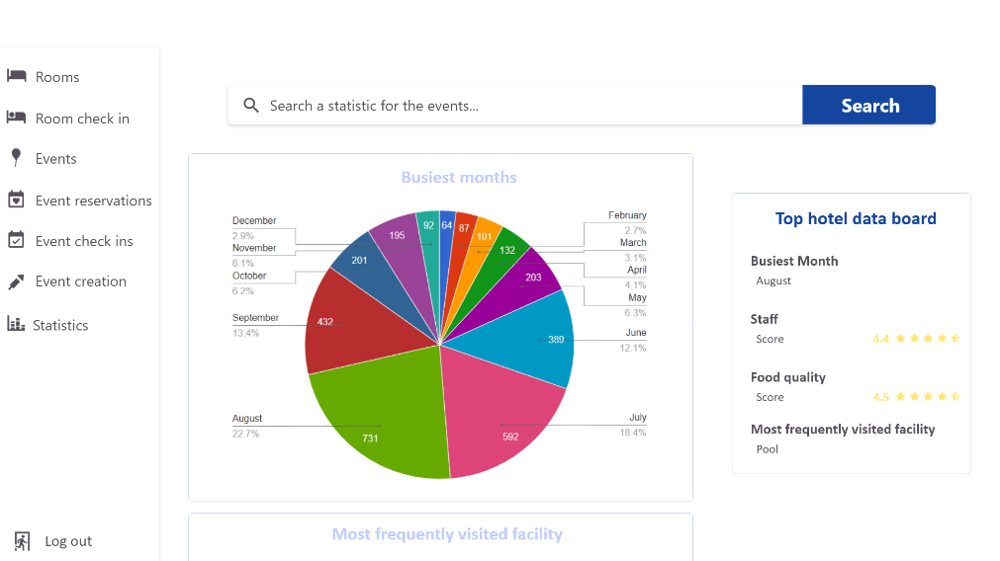 Rooms
Room check in
Events
Event reservations
Event check ins
Event creation
Statistics
Log out
Search a statistic for the events...
Search
Busiest months
December
2.9%
November
6.1%
October
6.2%
September
13.4%
August
22.7%
92
64
87
101
132
195
201
203
432
389
731
592
February
2.7%
March
3.1%
April
4.1%
May
6.3%
June
12.1%
July
18.4%
Most frequently visited facility
Top hotel data board
Busiest Month
August
Staff
Score 4.4
Food quality
Score 4.5
Most frequently visited facility
Pool